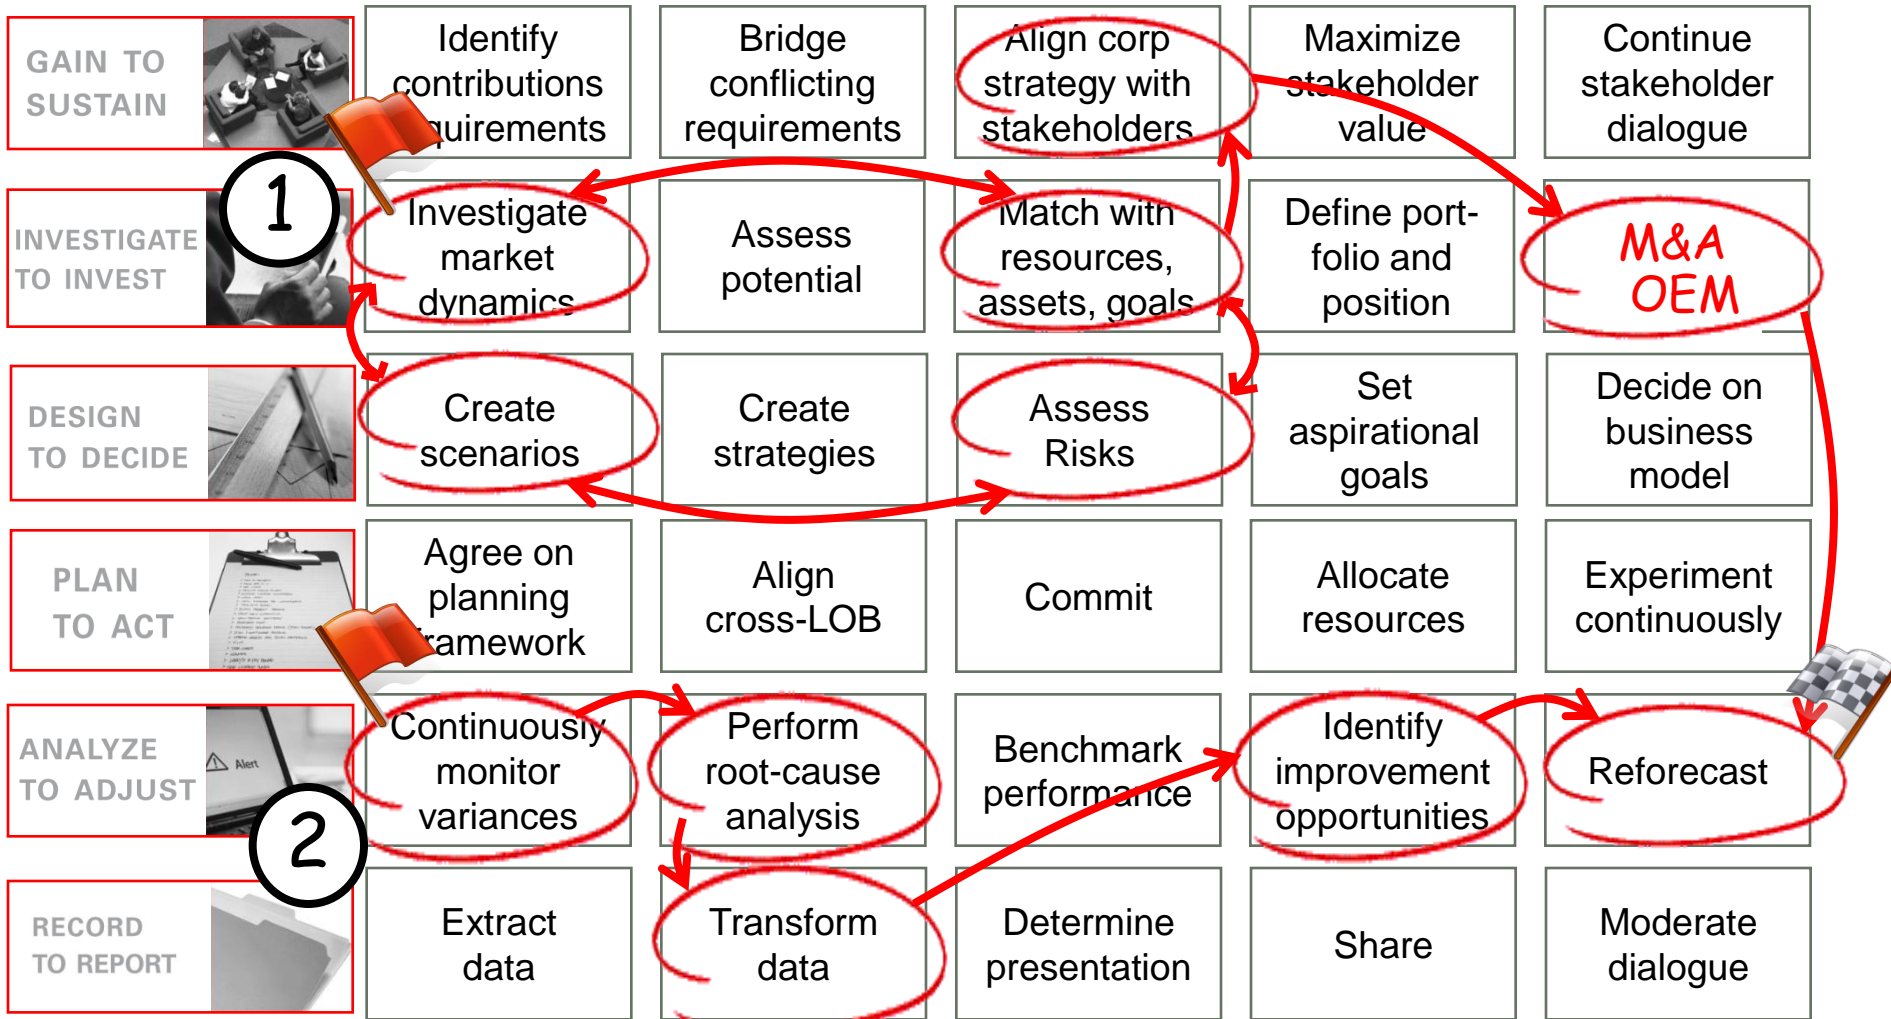 GAIN TO
SUSTAIN
Identify
contributions
quirements
Bridge
conflicting
requirements
Align corp
strategy with
stakeholders
Maximize
stakeholder
value
Continue
stakeholder
dialogue
1
INVESTIGATE
TO INVEST
Investigate
market
dynamics
Assess
potential
Match with
resources,
assets, goals
Define port-
folio and
position
M&A
OEM
DESIGN
TO DECIDE
Create
scenarios
Create
strategies
Assess
Risks
Set
aspirational
goals
Decide on
business
model
PLAN
TO ACT
Agree on
planning
framework
Align
cross-LOB
Commit
Allocate
resources
Experiment
continuously
ANALYZE
TO ADJUST
Alert
2
Continuously
monitor
variances
Perform
root-cause
analysis
Benchmark
performance
Identify
improvement
opportunities
Reforecast
RECORD
TO REPORT
Extract
data
Transform
data
Determine
presentation
Share
Moderate
dialogue